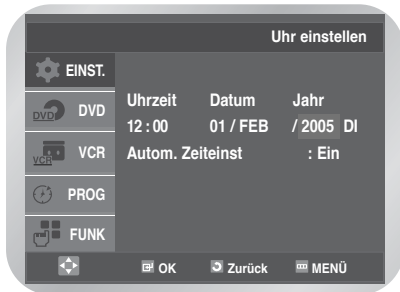 Uhr einstellen
EINST.
DVD DVD
VCR VCR
PROG
FUNK
Uhrzeit Datum Jahr
12 : 00 01 / FEB / 2005 DI
Autom. Zeiteinst : Ein
OK Zurück MENÜ